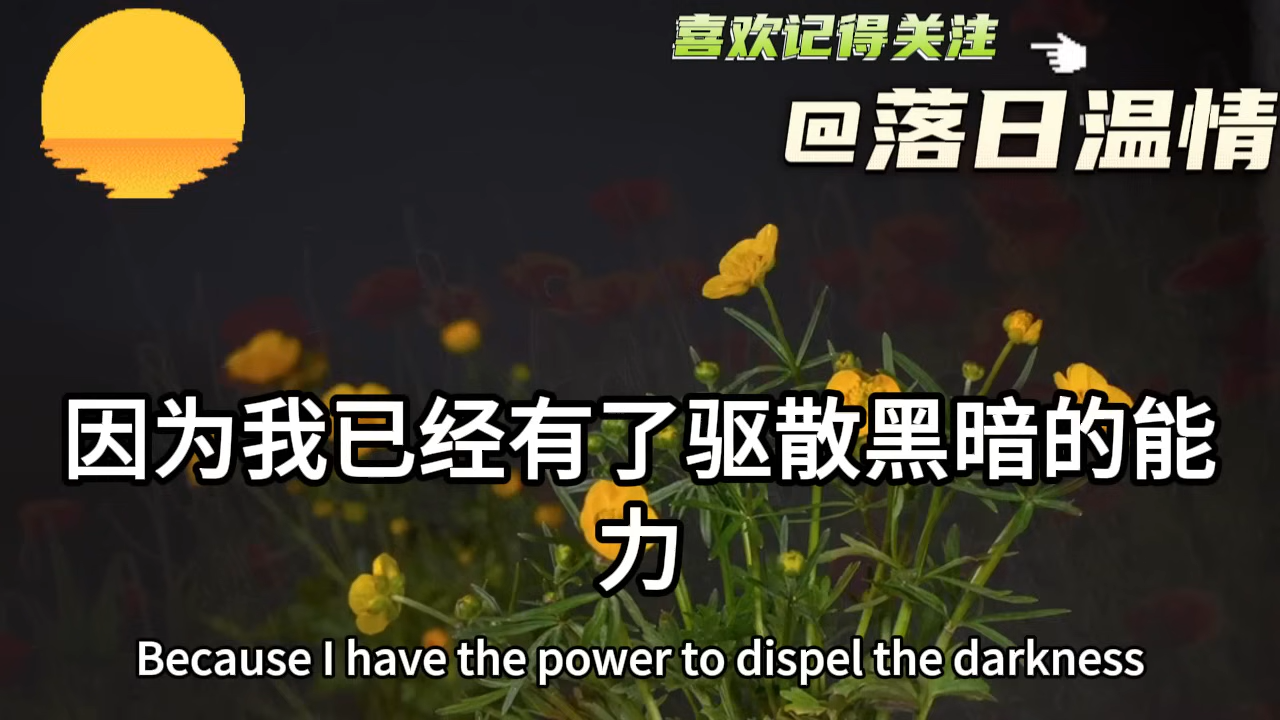 喜欢记得关注
@落日温情
因为我已经有了驱散黑暗的能
力
Because I have the power to dispel the darkness